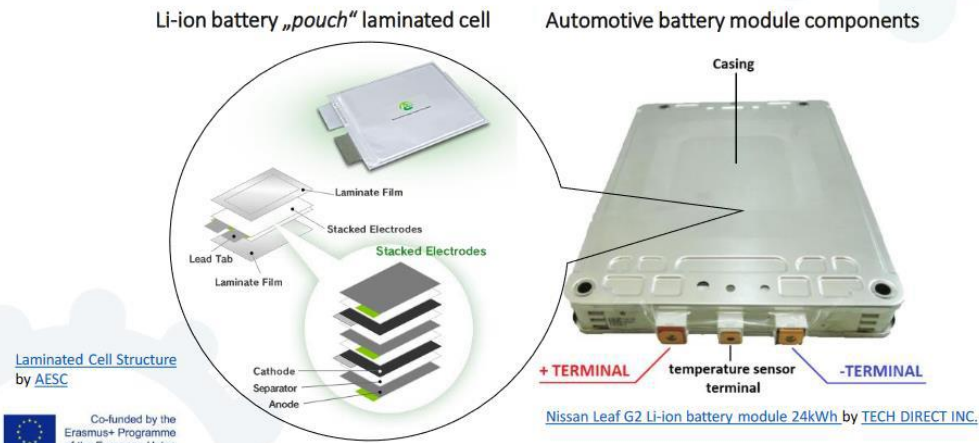 Li-ion battery „pouch“ laminated cell
Automotive battery module components
Casing
Laminate Film
Stacked Electrodes
Lead Tab
Laminate Film
Stacked Electrodes
Cathode
Separator
Anode
Laminated Cell Structure
by AESC
+ TERMINAL
temperature sensor
terminal
-TERMINAL
Nissan Leaf G2 Li-ion battery module 24kWh by TECH DIRECT INC.
Co-funded by the
Erasmus+ Programme